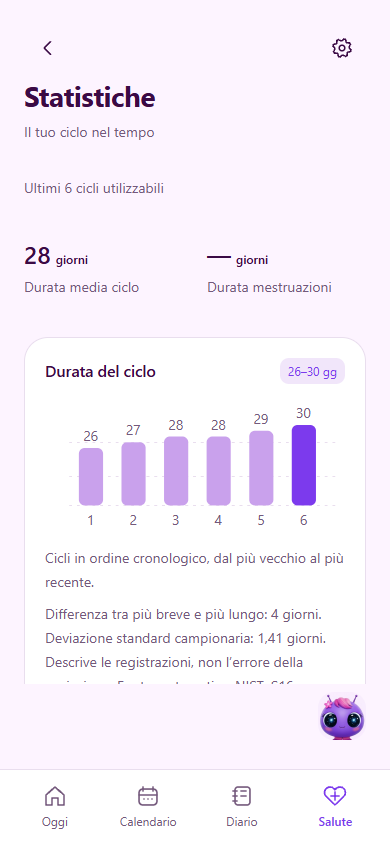 Statistiche
Il tuo ciclo nel tempo
Ultimi 6 cicli utilizzabili
28 giorni
— giorni
Durata media ciclo
Durata mestruazioni
Durata del ciclo
26–30 gg
26 27 28 28 29 30
1 2 3 4 5 6
Cicli in ordine cronologico, dal più vecchio al più
recente.
Differenza tra più breve e più lungo: 4 giorni.
Deviazione standard campionaria: 1,41 giorni.
Descrive le registrazioni, non l'errore della
Oggi
Calendario
Diario
Salute